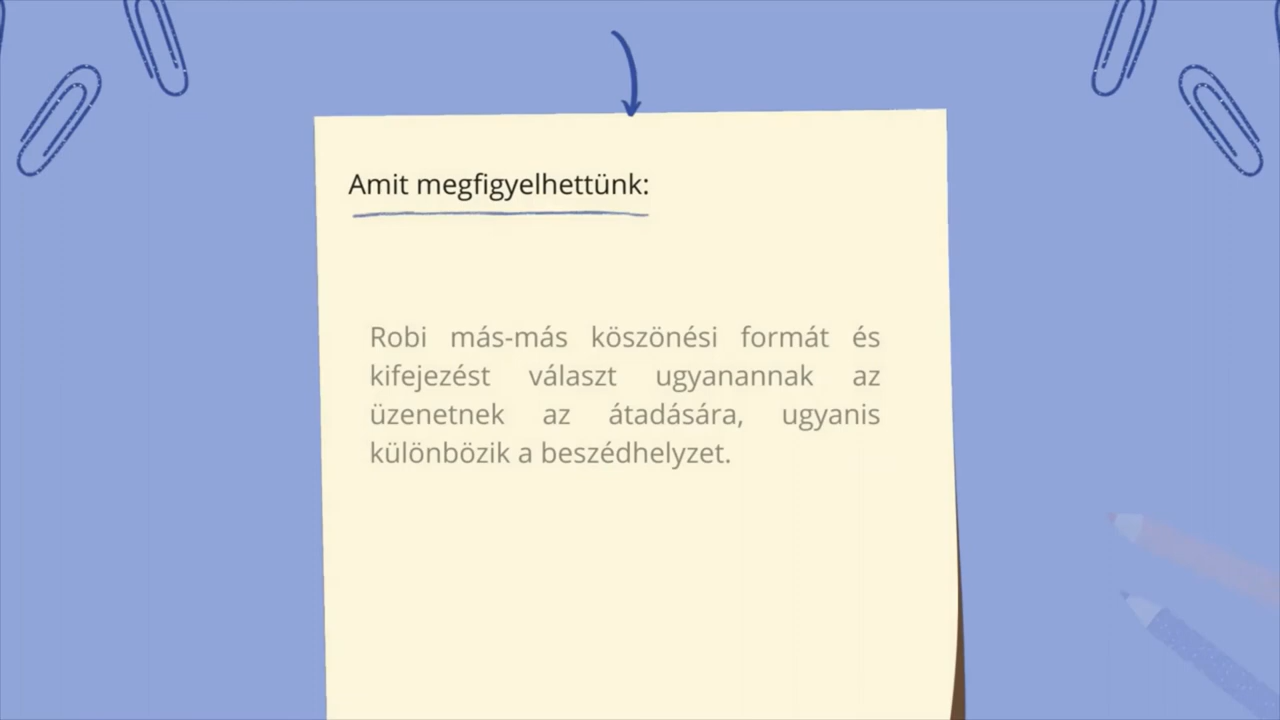 Amit megfigyelhettünk:
Robi más-más köszönési formát és
kifejezést választ ugyanannak az
üzenetnek az átadására, ugyanis
különbözik a beszédhelyzet.